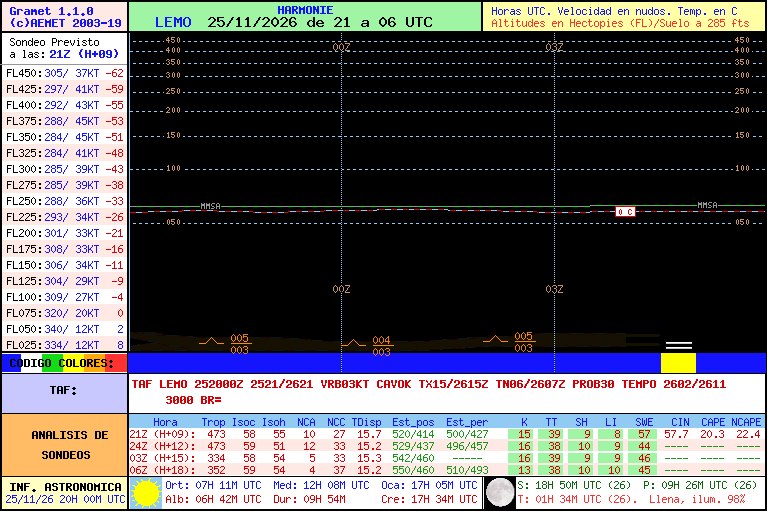 Gramet 1.1.0
(c)AEMET 2003-19
HARMONIE
LEMO 25/11/2026 de 21 a 06 UTC
Horas UTC. Velocidad en nudos. Temp. en C
Altitudes en Hectopies (FL)/Suelo a 285 fts
Sondeo Previsto
a las: 21Z (H+09)
FL450:305/ 37KT -62
FL425:297/ 41KT -59
FL400:292/ 43KT -55
FL375:288/ 45KT -53
FL350:284/ 45KT -51
FL325:284/ 41KT -48
FL300:285/ 39KT -43
FL275:285/ 39KT -38
FL250:288/ 36KT -33
FL225:293/ 34KT -26
FL200:301/ 33KT -21
FL175:308/ 33KT -16
FL150:306/ 34KT -11
FL125:304/ 29KT -9
FL100:309/ 27KT -4
FL075:320/ 20KT 0
FL050:340/ 12KT 2
FL025:334/ 12KT 8
450 00Z 03Z 450
400 400
350 350
300 300
250 250
200 200
150 150
100 100
MMSA MMSA
0 C
050 050
00Z 03Z
005 004 005
003 003 003
CODIGO COLORES:
TAF:
TAF LEMO 252000Z 2521/2621 VRB03KT CAVOK TX15/2615Z TN06/2607Z PROB30 TEMPO 2602/2611
3000 BR=
ANALISIS DE
SONDEOS
Hora Trop Isoc Isoh NCA NCC TDisp Est_pos Est_per K TT SH LI SWE CIN CAPE NCAPE
21Z (H+09): 473 58 55 10 27 15.7 520/414 500/427 15 39 9 8 57 57.7 20.3 22.4
24Z (H+12): 473 59 51 12 33 15.2 529/437 496/457 16 38 9 9 44 ---- ---- ----
03Z (H+15): 334 58 54 5 33 15.3 542/460 ----- 16 39 9 9 46 ---- ---- ----
06Z (H+18): 352 59 54 4 37 15.2 550/460 510/493 13 38 10 10 45 ---- ---- ----
INF. ASTRONOMICA
25/11/26 20H 00M UTC
Ort: 07H 11M UTC Med: 12H 08M UTC Oca: 17H 05M UTC
Alb: 06H 42M UTC Dur: 09H 54M Cre: 17H 34M UTC
S: 18H 50M UTC (26) P: 09H 26M UTC (26)
T: 01H 34M UTC (26). Llena, ilum. 98%